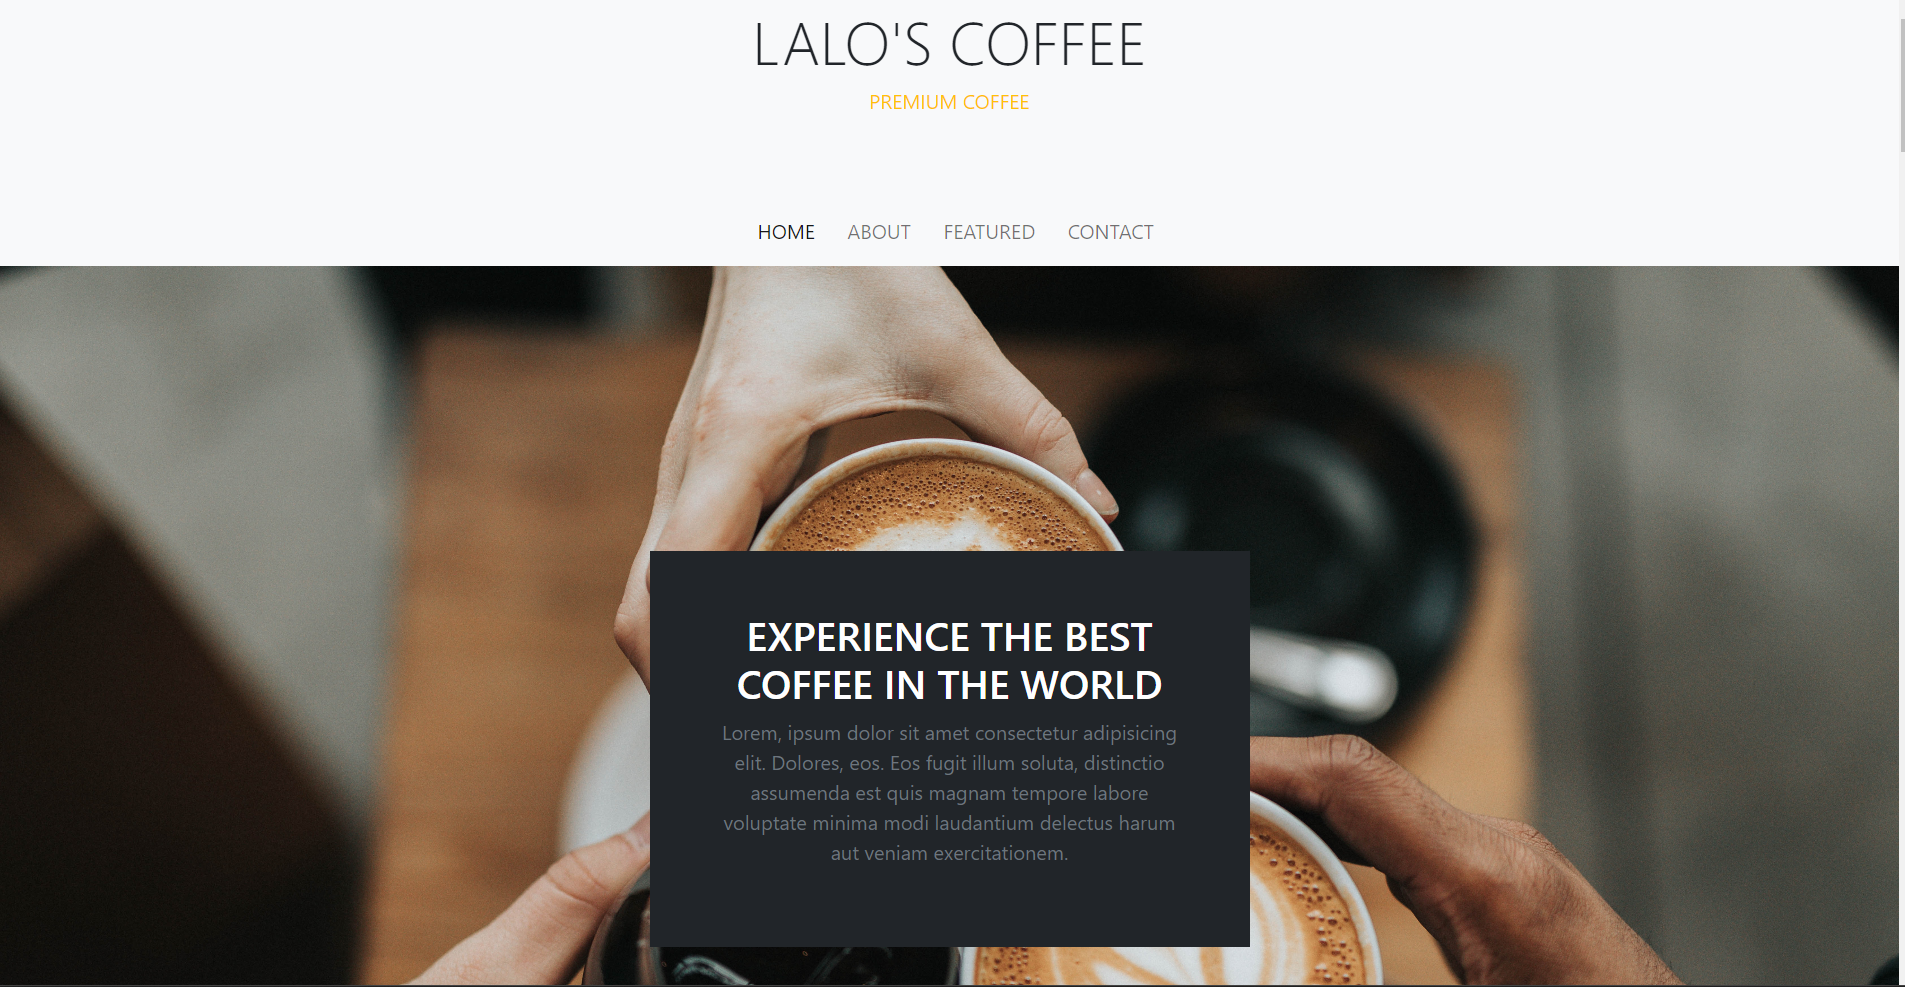 LALO'S COFFEE
PREMIUM COFFEE
HOME ABOUT FEATURED CONTACT
EXPERIENCE THE BEST
COFFEE IN THE WORLD
Lorem, ipsum dolor sit amet consectetur adipisicing
elit. Dolores, eos. Eos fugit illum soluta, distinctio
assumenda est quis magnam tempore labore
voluptate minima modi laudantium delectus harum
aut veniam exercitationem.